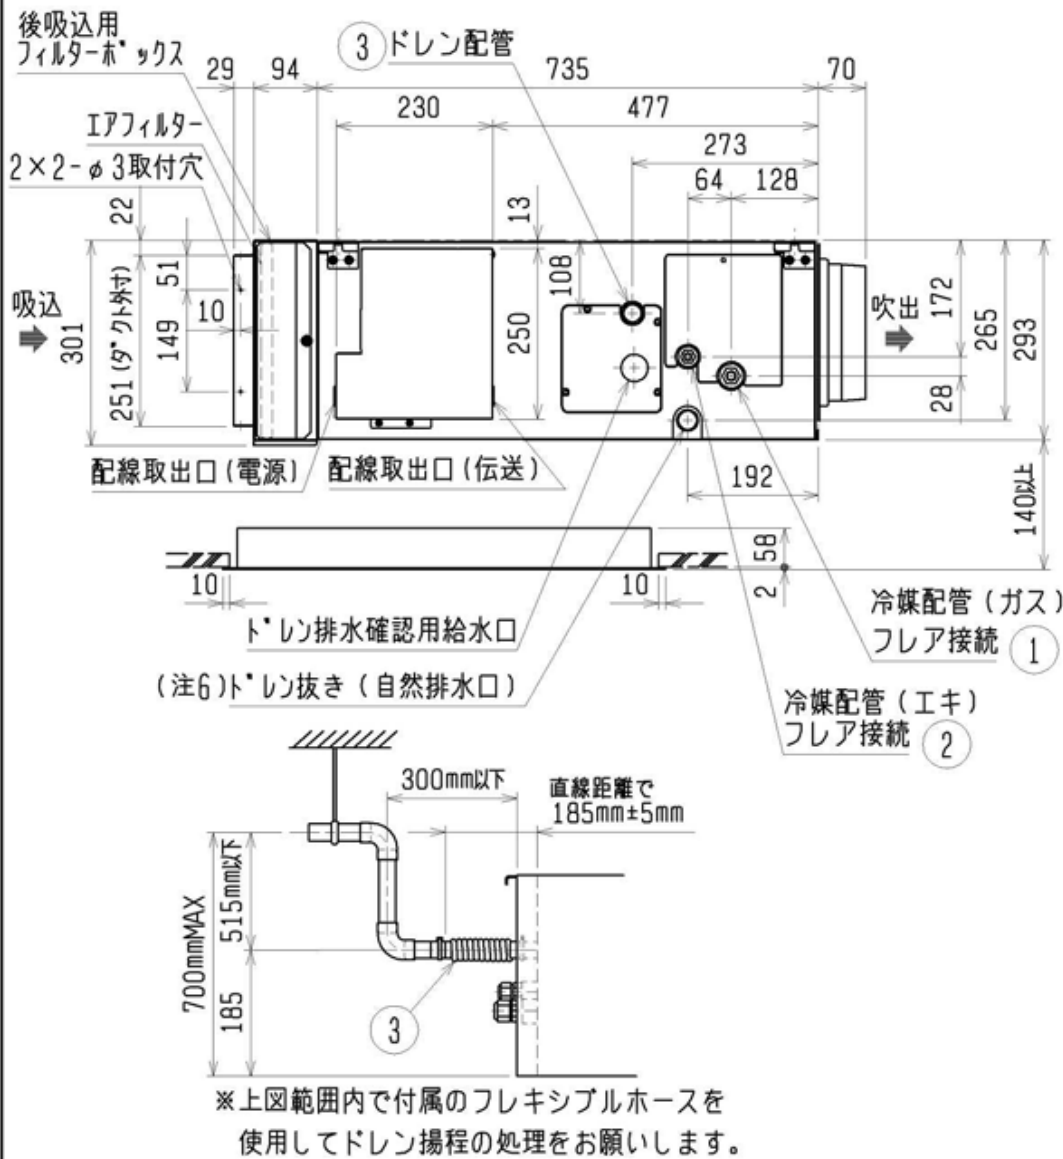 後吸込用
フィルターボックス
③ ドレン配管
29
94
735
70
230
477
エアフィルター
273
2×2-φ3取付穴
64
128
22
13
51
108
172
吸込
吹出
10
301
251(ダクト外寸)
149
250
265
293
28
配線取出口(電源)
配線取出口(伝送)
192
140以上
58
10
10
2
冷媒配管(ガス)
フレア接続 ①
ドレン排水確認用給水口
(注6)ドレン抜き(自然排水口)
冷媒配管(エキ)
フレア接続 ②
300mm以下
直線距離で
185mm±5mm
515mm以下
700mmMAX
185
③
※上図範囲内で付属のフレキシブルホースを
使用してドレン揚程の処理をお願いします。